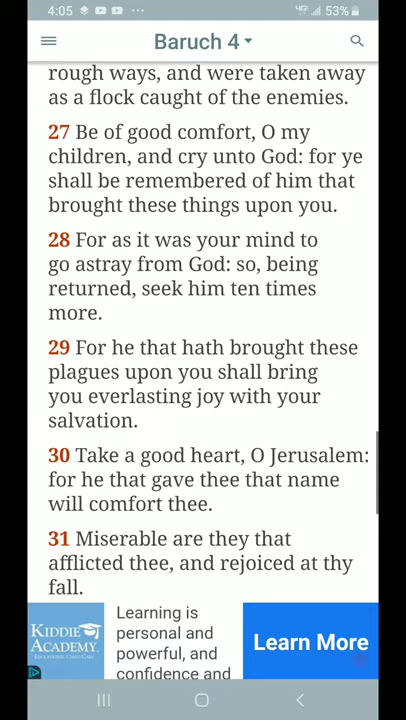 4:05
53%
Baruch 4
rough ways, and were taken away
as a flock caught of the enemies.
27 Be of good comfort, O my
children, and cry unto God: for ye
shall be remembered of him that
brought these things upon you.
28 For as it was your mind to
go astray from God: so, being
returned, seek him ten times
more.
29 For he that hath brought these
plagues upon you shall bring
you everlasting joy with your
salvation.
30 Take a good heart, O Jerusalem:
for he that gave thee that name
will comfort thee.
31 Miserable are they that
afflicted thee, and rejoiced at thy
fall.
KIDDIE
ACADEMY
EDUCATIONAL CHILD CARE
Learning is
personal and
powerful, and
confidence and
Learn More